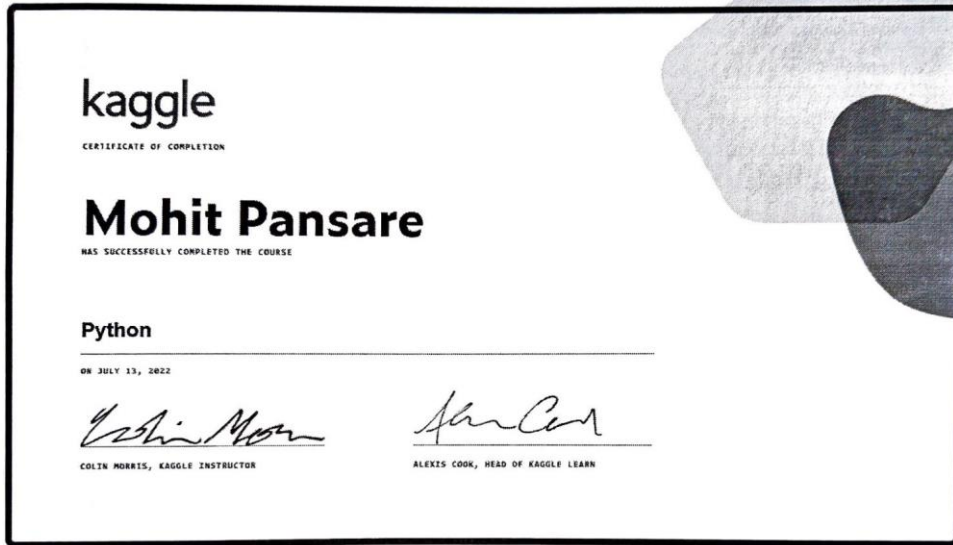 kaggle
CERTIFICATE OF COMPLETION
Mohit Pansare
HAS SUCCESSFULLY COMPLETED THE COURSE
Python
ON JULY 13, 2022
COLIN MORRIS, KAGGLE INSTRUCTOR
ALEXIS COOK, HEAD OF KAGGLE LEARN